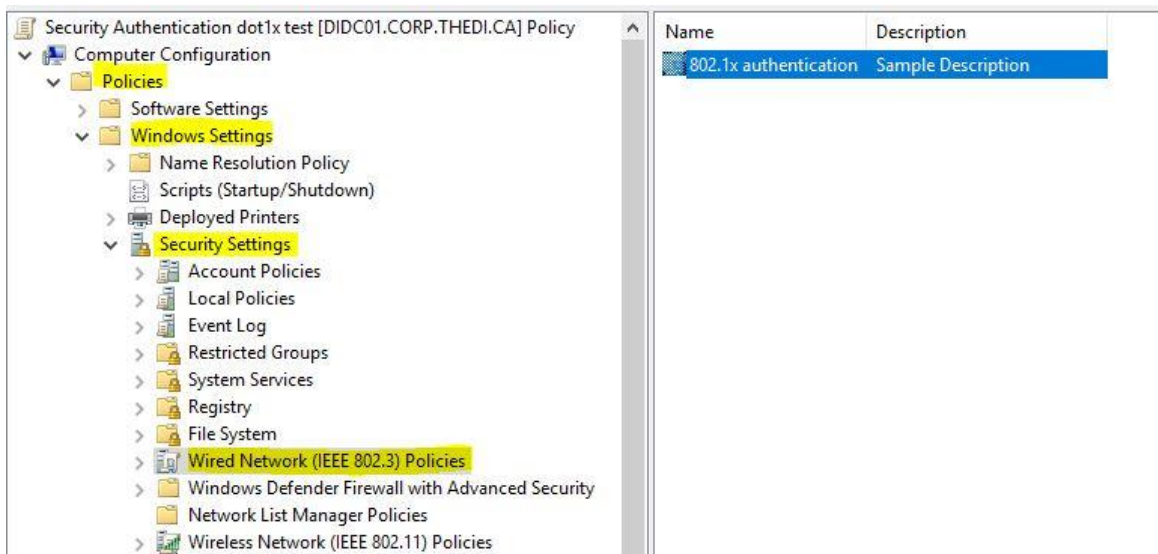 Security Authentication dot1x test [DIDC01.CORP.THEDI.CA] Policy
Computer Configuration
Policies
Software Settings
Windows Settings
Name Resolution Policy
Scripts (Startup/Shutdown)
Deployed Printers
Security Settings
Account Policies
Local Policies
Event Log
Restricted Groups
System Services
Registry
File System
Wired Network (IEEE 802.3) Policies
Windows Defender Firewall with Advanced Security
Network List Manager Policies
Wireless Network (IEEE 802.11) Policies
Name Description
802.1x authentication Sample Description